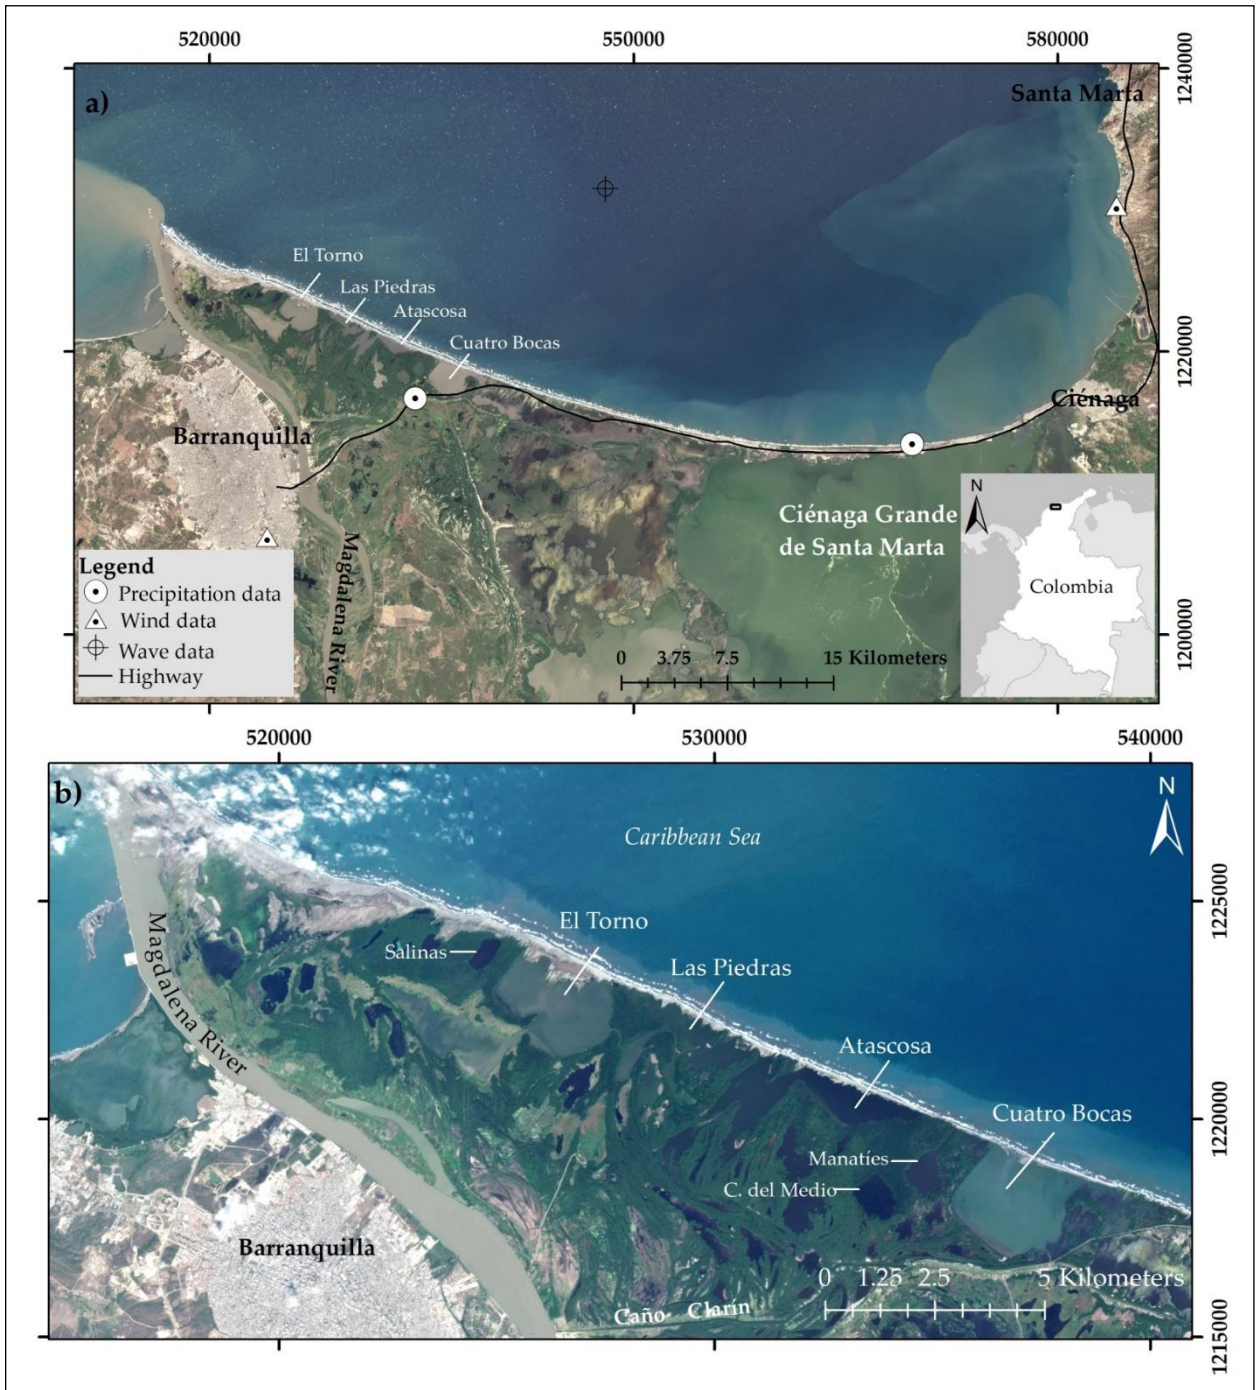 520000
550000
580000
a)
Santa Marta
1240000
El Torno
Las Piedras
Atascosa
Cuatro Bocas
1220000
Ciénaga
Barranquilla
Ciénaga Grande
de Santa Marta
N
Colombia
Legend
Precipitation data
Wind data
Wave data
Highway
Magdalena River
0 3.75 7.5 15 Kilometers
1200000
520000
530000
540000
b)
N
Caribbean Sea
1225000
El Torno
Salinas
Las Piedras
Magdalena River
Atascosa
Cuatro Bocas
1220000
Manatíes
C. del Medio
Barranquilla
0 1.25 2.5 5 Kilometers
Caño Clarín
1215000